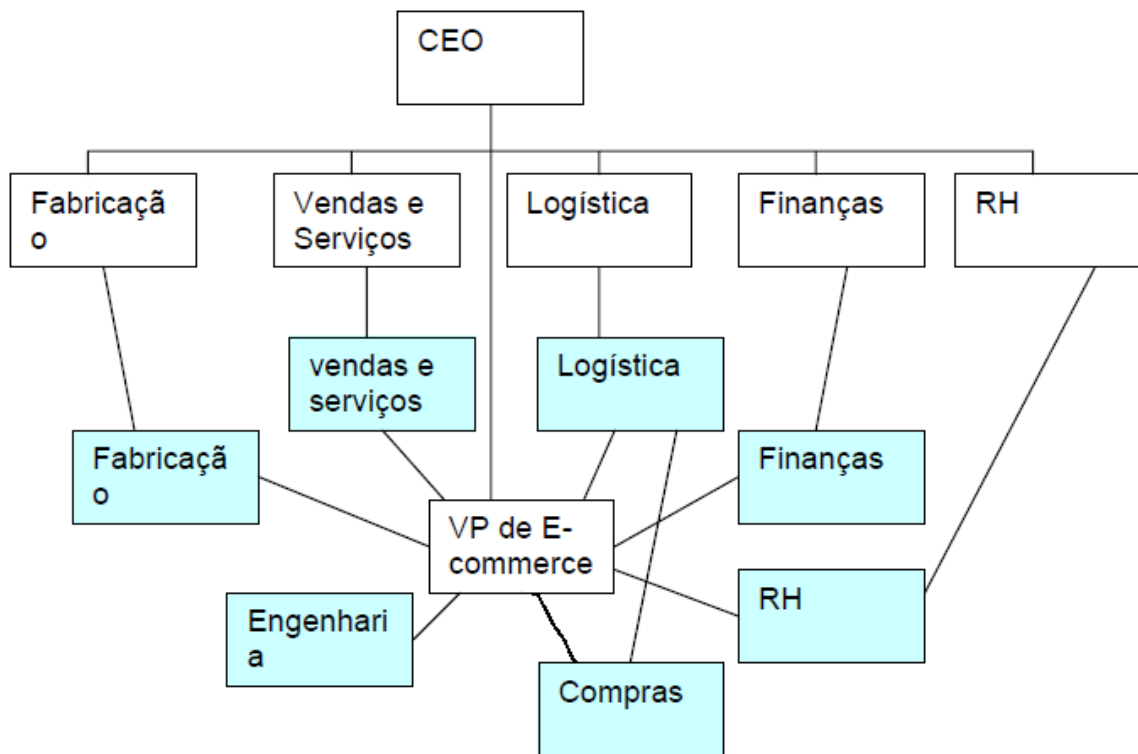 CEO
Fabricaçã
o
Vendas e
Serviços
Logística
Finanças
RH
vendas e
serviços
Logística
Fabricaçã
o
Finanças
VP de E-
commerce
RH
Engenhari
a
Compras